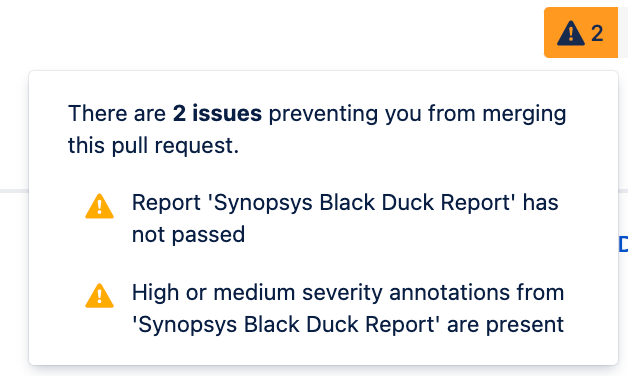 2
There are 2 issues preventing you from merging
this pull request.
Report 'Synopsys Black Duck Report' has
not passed
High or medium severity annotations from
'Synopsys Black Duck Report' are present